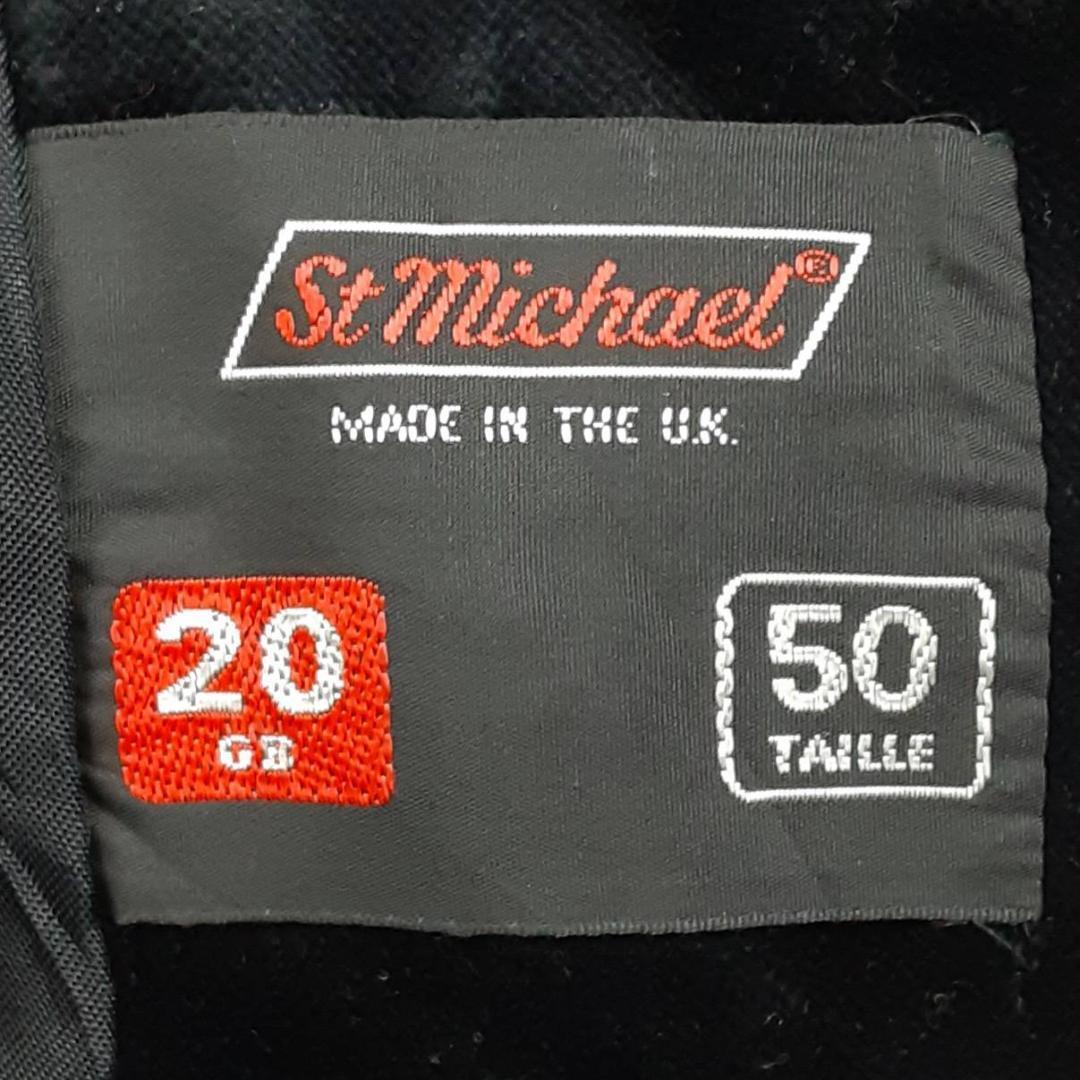 St Michael®
MADE IN THE U.K.
20
GB
50
TAILLE